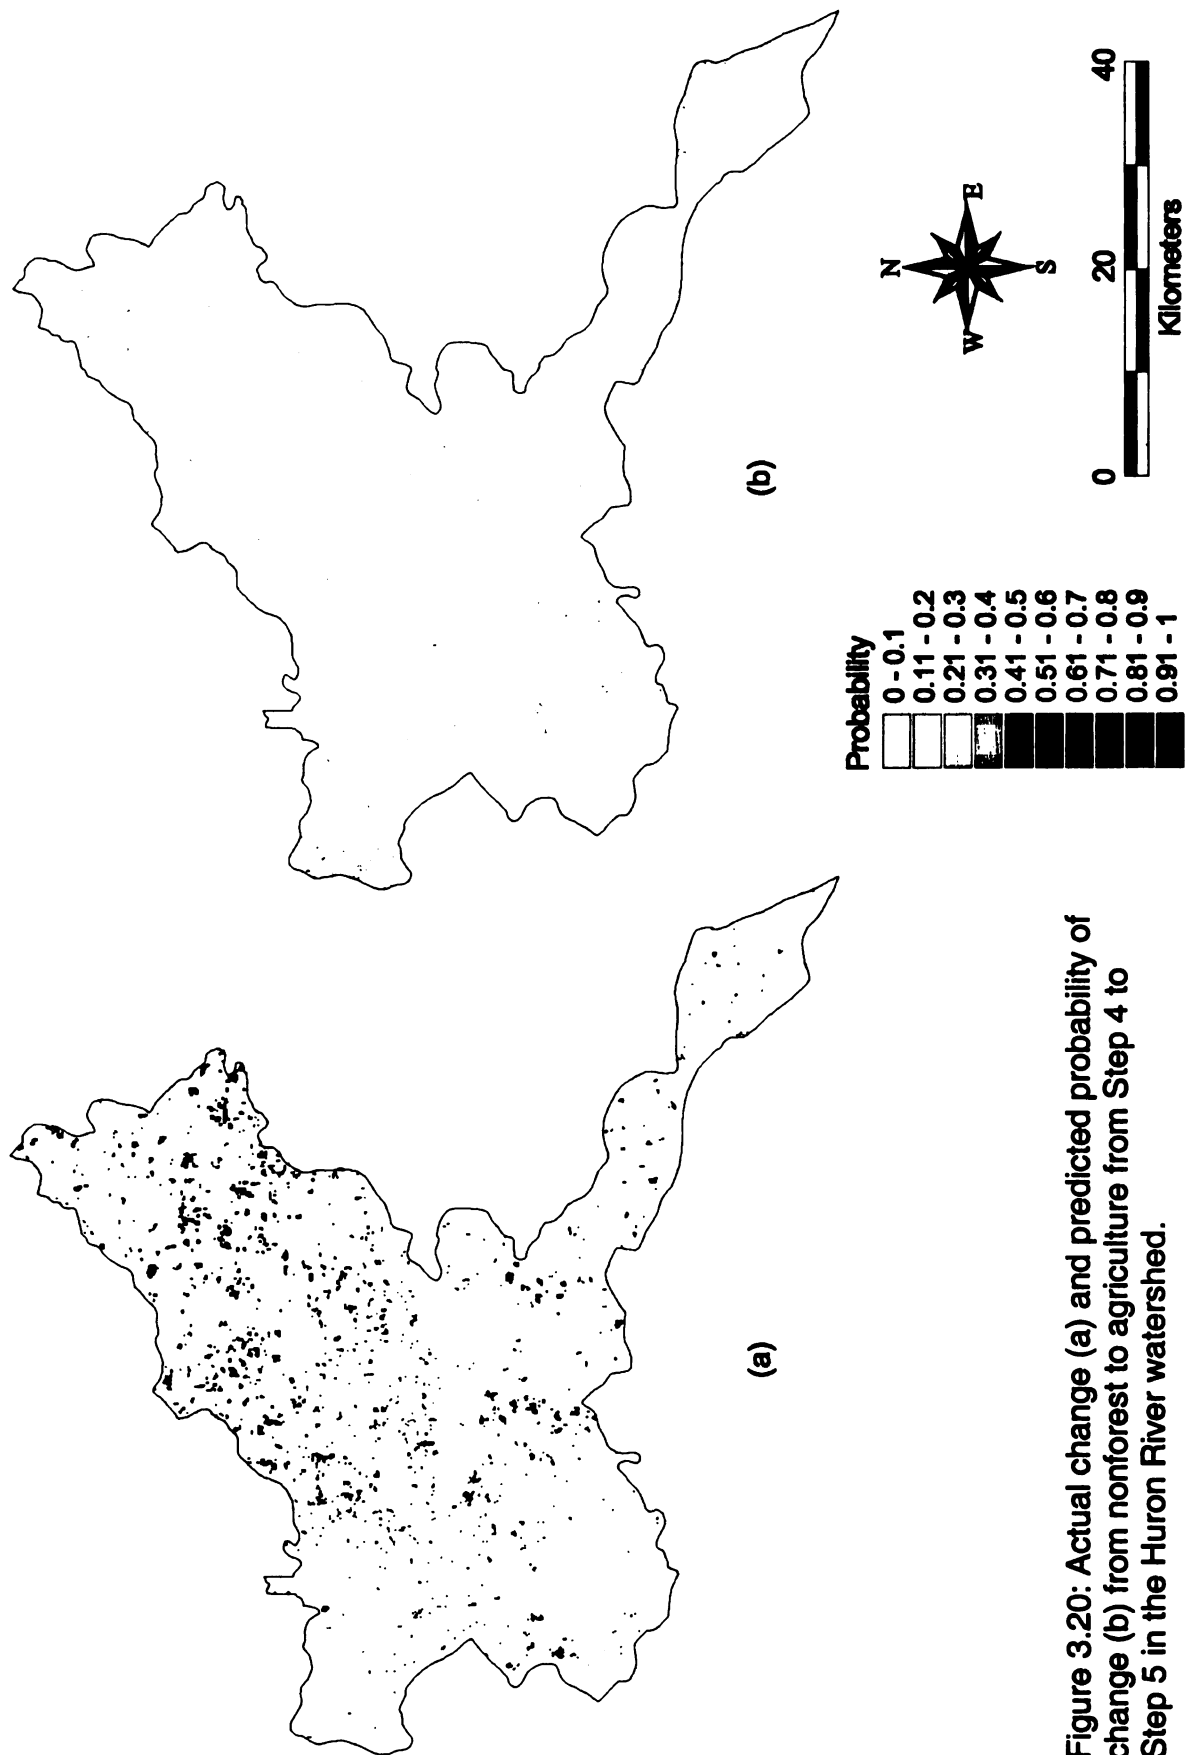 (a)
(b)
Probability
0 - 0.1
0.11 - 0.2
0.21 - 0.3
0.31 - 0.4
0.41 - 0.5
0.51 - 0.6
0.61 - 0.7
0.71 - 0.8
0.81 - 0.9
0.91 - 1
N
W
E
S
0 20 40
Kilometers
Figure 3.20: Actual change (a) and predicted probability of
change (b) from nonforest to agriculture from Step 4 to
Step 5 in the Huron River watershed.